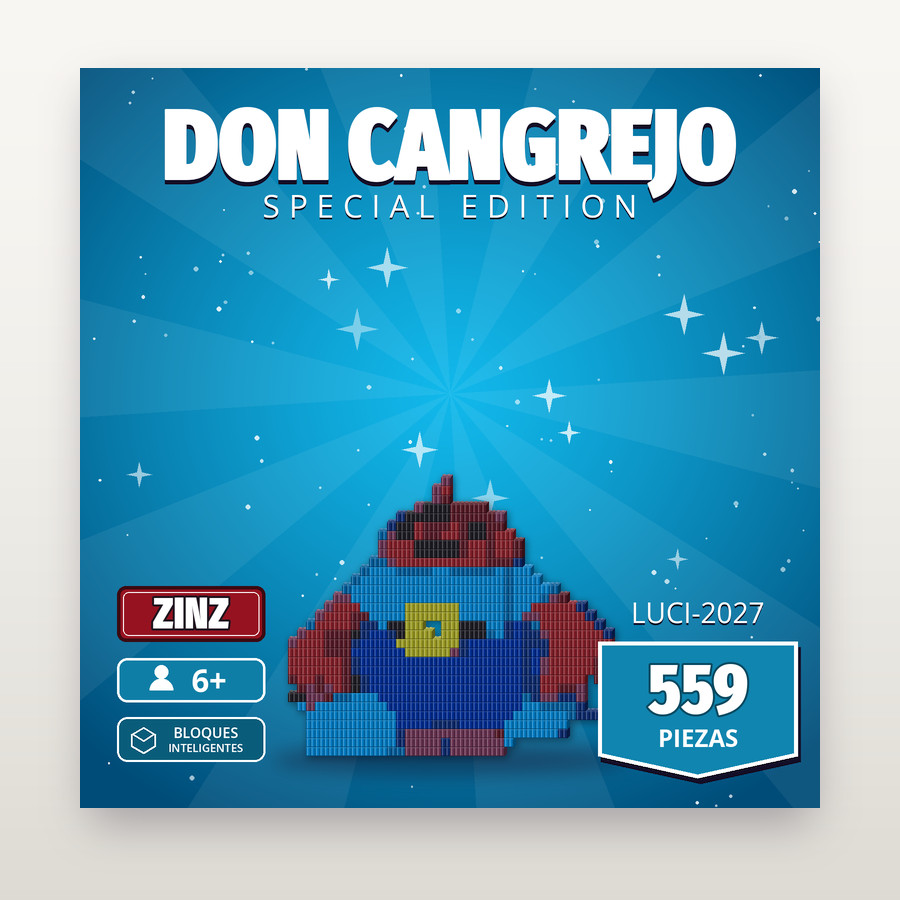 DON CANGREJO
SPECIAL EDITION
ZINZ
6+
BLOQUES
INTELIGENTES
LUCI-2027
559
PIEZAS